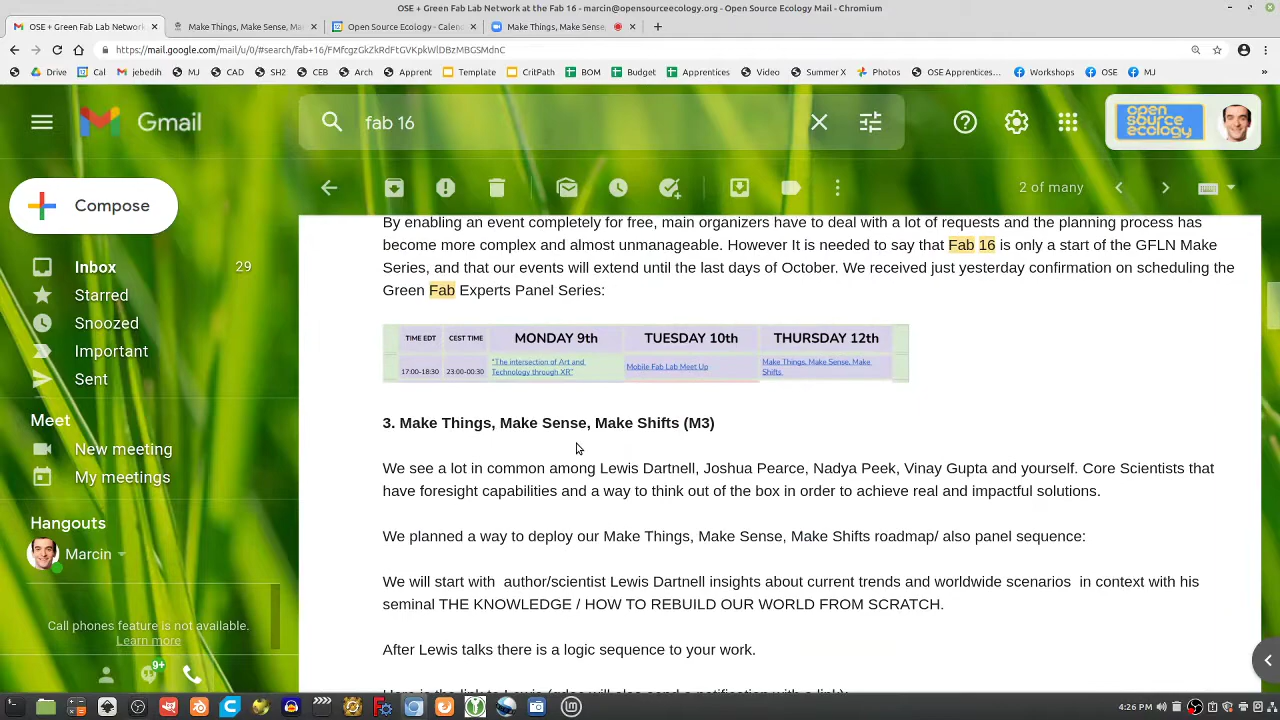 OSE + Green Fab Lab Network at the Fab 16 - marcin@opensourceecology.org - Open Source Ecology Mail - Chromium
OSE + Green Fab Lab Network
Make Things, Make Sense, Mak
Open Source Ecology - Calend
Make Things, Make Sense,
https://mail.google.com/mail/u/0/#search/fab+16/FMfcgzGkZkRdFtGVKpkWlDBzMBGSMdnC
Drive Cal jebedih MJ CAD SH2 CEB Arch Apprent Template CritPath BOM Budget Apprentices Video Summer X Photos OSE Apprentices… Workshops OSE MJ »
Gmail
fab 16
open source ecology
Compose
2 of many
Inbox 29
Starred
Snoozed
Important
Sent
Meet
New meeting
My meetings
Hangouts
Marcin
Call phones feature is not available.
Learn more
9+
By enabling an event completely for free, main organizers have to deal with a lot of requests and the planning process has
become more complex and almost unmanageable. However It is needed to say that Fab 16 is only a start of the GFLN Make
Series, and that our events will extend until the last days of October. We received just yesterday confirmation on scheduling the
Green Fab Experts Panel Series:
TIME EDT CEST TIME MONDAY 9th TUESDAY 10th THURSDAY 12th
17:00-18:30 23.00-00:30 "The intersection of Art and Technology through XR" Mobile Fab Lab Meet Up Make Things, Make Sense, Make Shifts
3. Make Things, Make Sense, Make Shifts (M3)
We see a lot in common among Lewis Dartnell, Joshua Pearce, Nadya Peek, Vinay Gupta and yourself. Core Scientists that
have foresight capabilities and a way to think out of the box in order to achieve real and impactful solutions.
We planned a way to deploy our Make Things, Make Sense, Make Shifts roadmap/ also panel sequence:
We will start with author/scientist Lewis Dartnell insights about current trends and worldwide scenarios in context with his
seminal THE KNOWLEDGE / HOW TO REBUILD OUR WORLD FROM SCRATCH.
After Lewis talks there is a logic sequence to your work.
4:26 PM